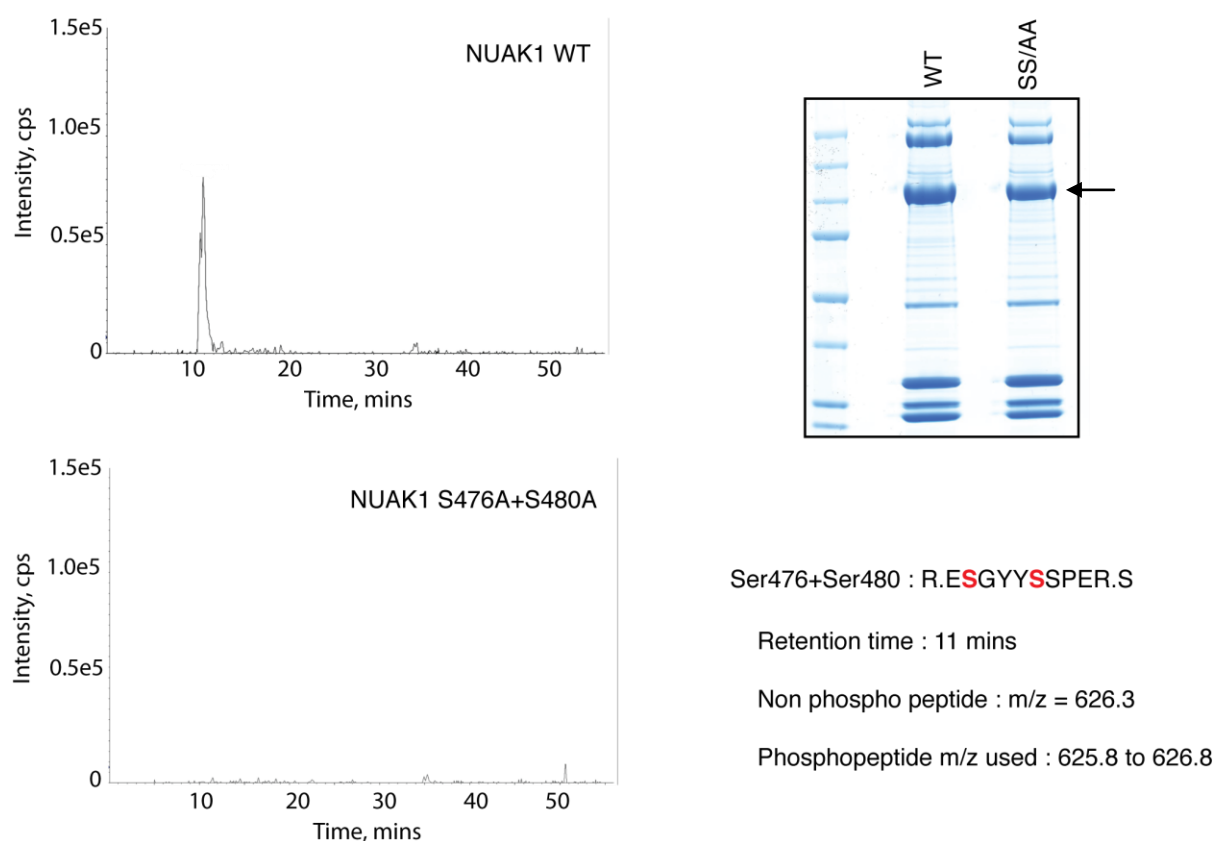 1.5e5
NUAK1 WT
1.0e5
0.5e5
0
Intensity, cps
10 20 30 40 50
Time, mins
WT
SS/AA
1.5e5
NUAK1 S476A+S480A
1.0e5
0.5e5
0
Intensity, cps
10 20 30 40 50
Time, mins
Ser476+Ser480 : R.ESGYYSSPER.S
Retention time : 11 mins
Non phospho peptide : m/z = 626.3
Phosphopeptide m/z used : 625.8 to 626.8